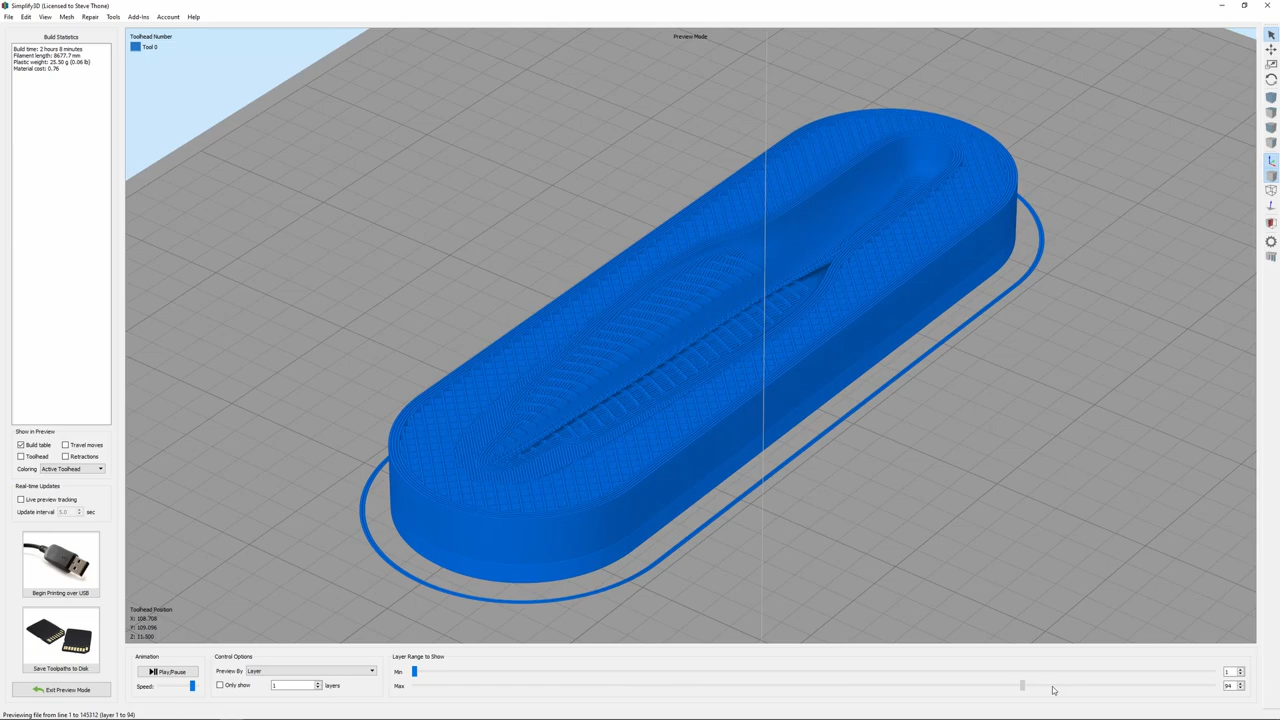 Simplify3D (Licensed to Steve Thone)
File Edit View Mesh Repair Tools Add-Ins Account Help
Build Statistics
Build time: 2 hours 8 minutes
Filament length: 8677.7 mm
Plastic weight: 25.50 g (0.06 lb)
Material cost: 0.76
Show in Preview
Build table Travel moves
Toolhead Retractions
Coloring Active Toolhead
Real-time Updates
Live preview tracking
Update interval 5.0 sec
Begin Printing over USB
Save Toolpaths to Disk
Exit Preview Mode
Toolhead Number
Tool 0
Preview Mode
Toolhead Position
X: 108.708
Y: 109.096
Z: 11.500
Animation
Play/Pause
Speed:
Control Options
Preview By Layer
Only show 1 layers
Layer Range to Show
Min 1
Max 94
Previewing file from line 1 to 145312 (layer 1 to 94)